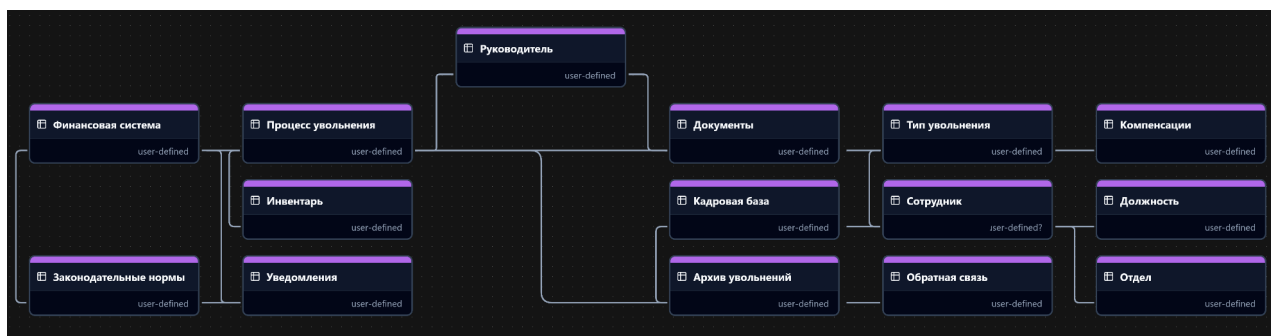 Руководитель
user-defined
Финансовая система
user-defined
Процесс увольнения
user-defined
Документы
user-defined
Тип увольнения
user-defined
Компенсации
user-defined
Инвентарь
user-defined
Кадровая база
user-defined
Сотрудник
user-defined?
Должность
user-defined
Законодательные нормы
user-defined
Уведомления
user-defined
Архив увольнений
user-defined
Обратная связь
user-defined
Отдел
user-defined